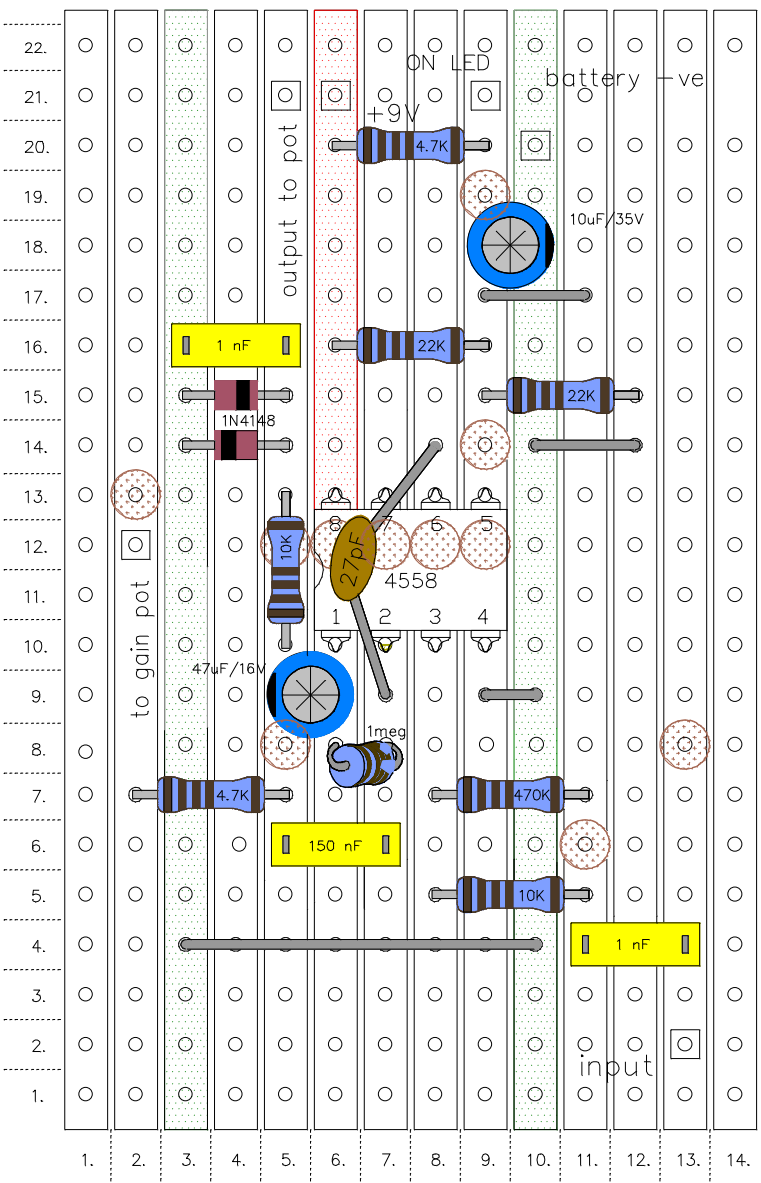 22.
ON LED
battery -ve
21.
+9V
20.
4.7K
output to pot
19.
10uF/35V
18.
17.
1 nF
16.
22K
15.
22K
1N4148
14.
13.
8
7
6
5
12.
10K
27pF
4558
11.
1
2
3
4
10.
to gain pot
47uF/16V
9.
1meg
8.
7.
4.7K
470K
6.
150 nF
5.
10K
4.
1 nF
3.
2.
input
1.
1. 2. 3. 4. 5. 6. 7. 8. 9. 10. 11. 12. 13. 14.